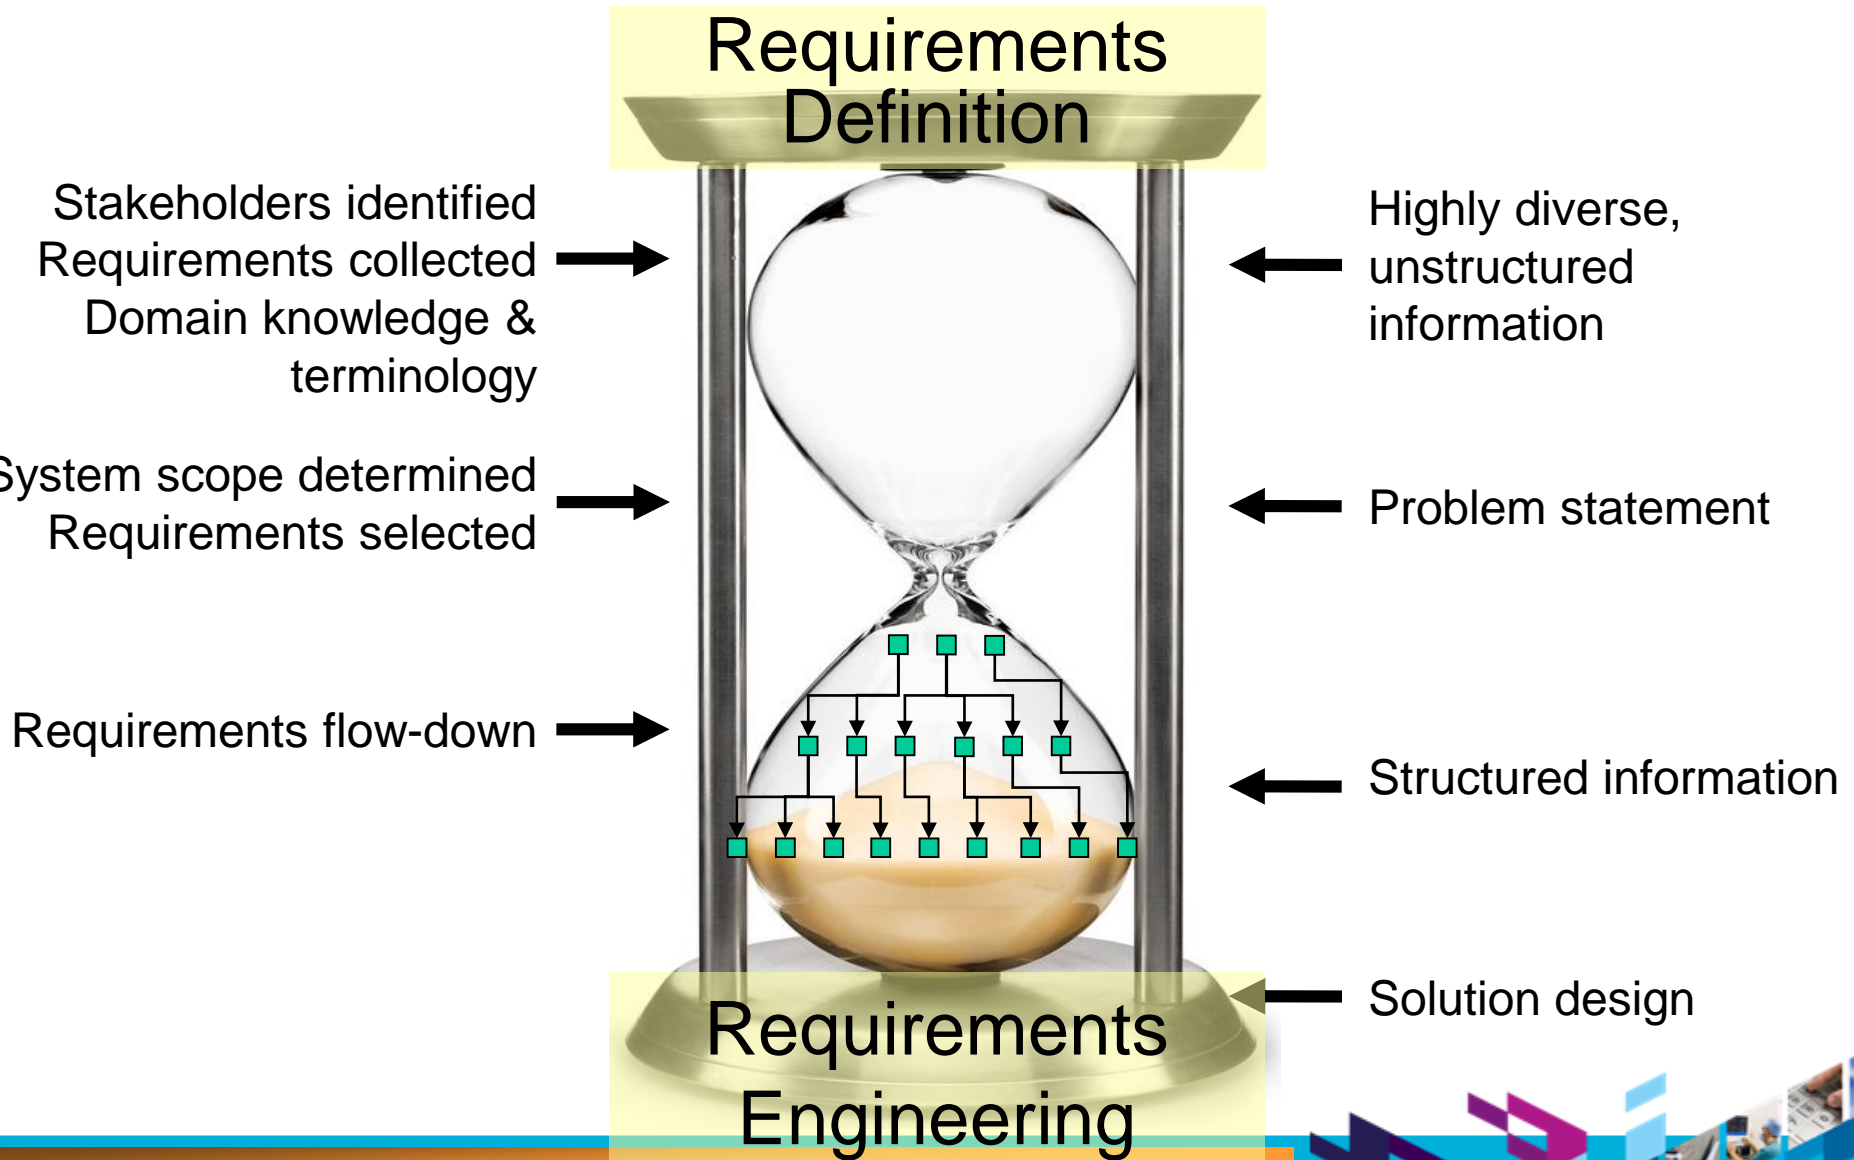 Requirements
Definition
Stakeholders identified
Requirements collected
Domain knowledge &
terminology
Highly diverse,
unstructured
information
System scope determined
Requirements selected
Problem statement
Requirements flow-down
Structured information
Solution design
Requirements
Engineering